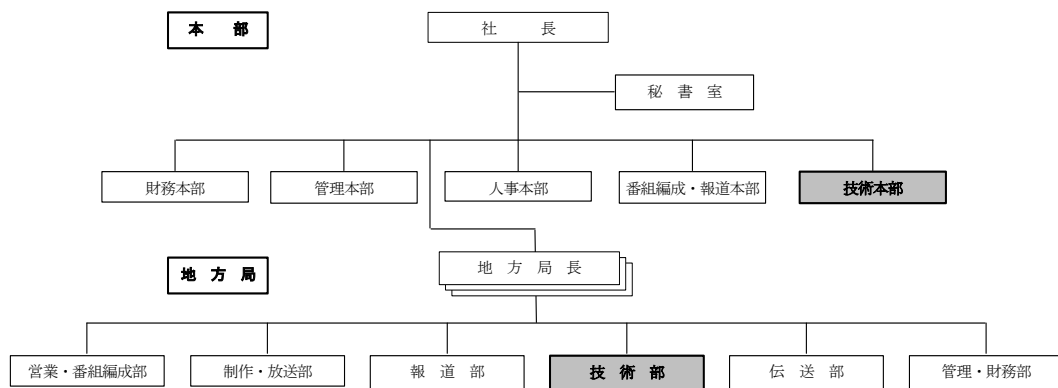 本　部
社　長
秘　書　室
財務本部
管理本部
人事本部
番組編成・報道本部
技術本部
地　方　局
地　方　局　長
営業・番組編成部
制作・放送部
報　道　部
技　術　部
伝　送　部
管理・財務部